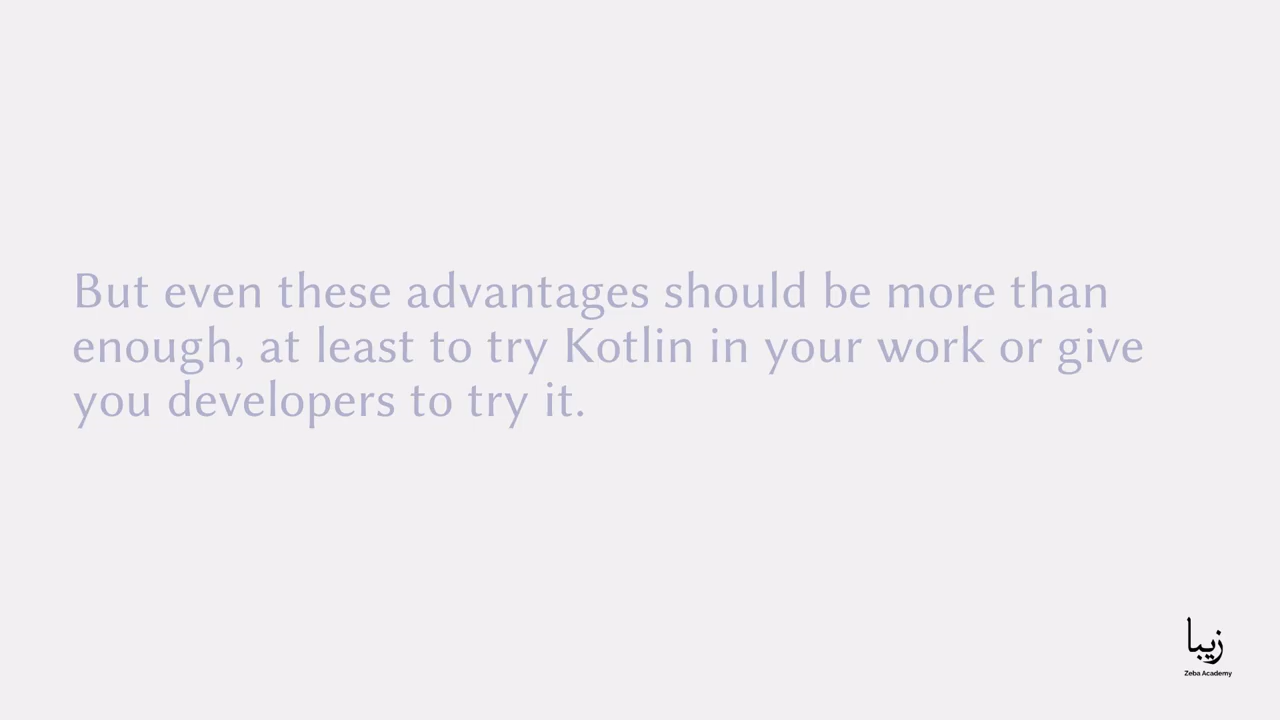 But even these advantages should be more than
enough, at least to try Kotlin in your work or give
you developers to try it.
زيبا
Zeba Academy